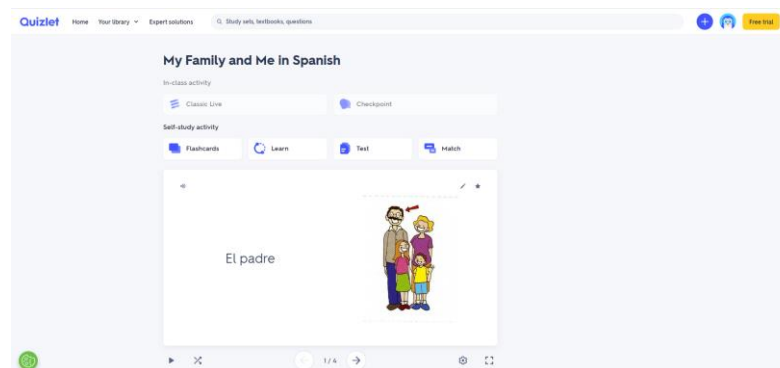 Quizlet
Home Your library Expert solutions Study sets, textbooks, questions Free trial
My Family and Me in Spanish
In-class activity
Classic Live Checkpoint
Self-study activity
Flashcards Learn Test Match
El padre
1 / 4